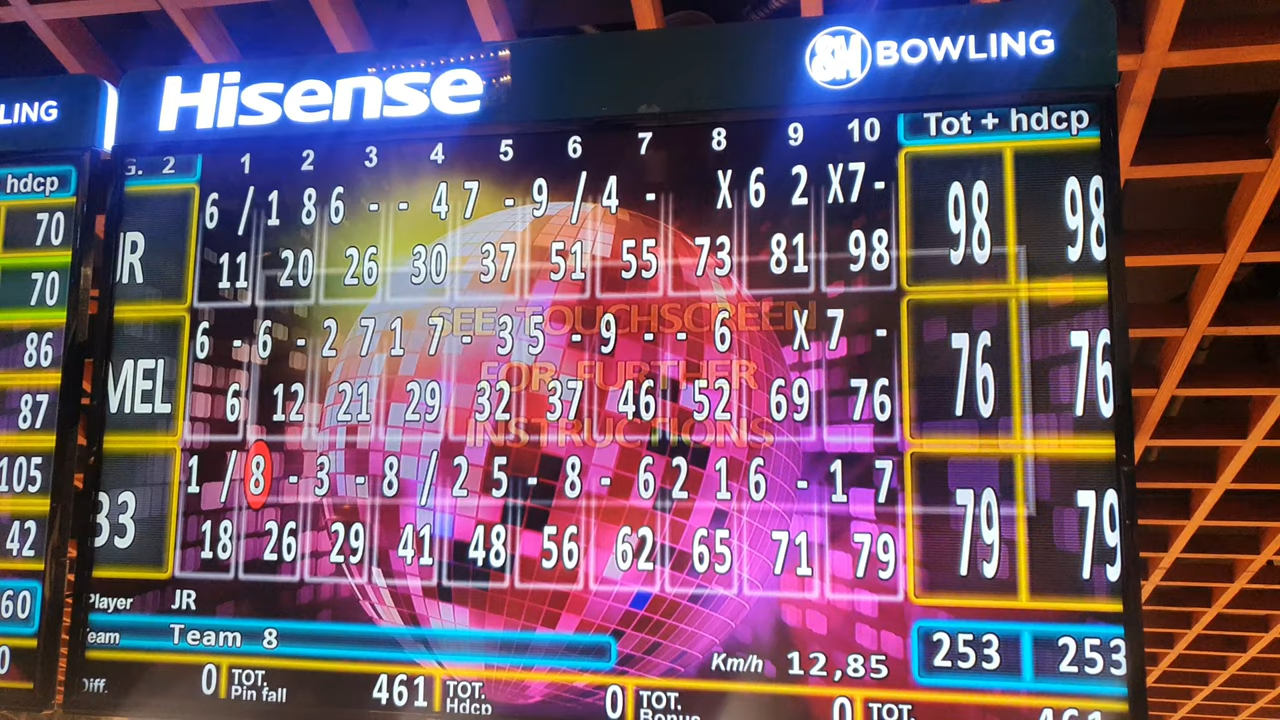 LING
Hisense
SM BOWLING
hdcp
70
70
86
87
105
42
60
0
G. 2 1 2 3 4 5 6 7 8 9 10 Tot + hdcp
JR 6 / 1 8 6 - - 4 7 - 9 / 4 - X 6 2 X 7 - 98 98
11 20 26 30 37 51 55 73 81 98
SEE TOUCHSCREEN
MEL 6 - 6 - 2 7 1 7 - 3 5 - 9 - - 6 X 7 - 76 76
FOR FURTHER
6 12 21 29 32 37 46 52 69 76
INSTRUCTIONS
33 1 / 8 - 3 - 8 / 2 5 - 8 - 6 2 1 6 - 1 7 79 79
18 26 29 41 48 56 62 65 71 79
Player JR
Team Team 8 Km/h 12,85 253 253
Diff. 0 TOT. Pin fall 461 TOT. Hdcp 0 TOT. Bonus 0 TOT. 461